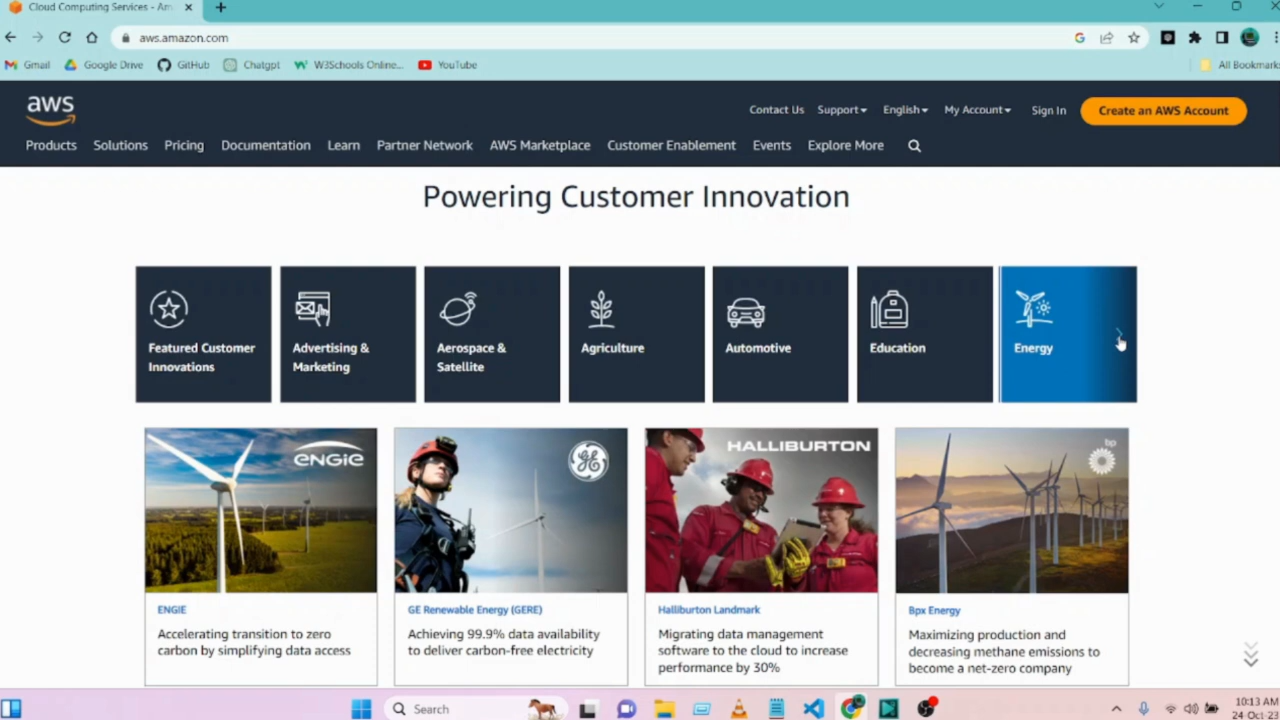 Cloud Computing Services - Am
aws.amazon.com
Gmail
Google Drive
GitHub
Chatgpt
W3Schools Online...
YouTube
All Bookmarks
aws
Contact Us
Support
English
My Account
Sign In
Create an AWS Account
Products
Solutions
Pricing
Documentation
Learn
Partner Network
AWS Marketplace
Customer Enablement
Events
Explore More
Powering Customer Innovation
Featured Customer
Innovations
Advertising &
Marketing
Aerospace &
Satellite
Agriculture
Automotive
Education
Energy
ENGIE
GE
HALLIBURTON
bp
ENGIE
Accelerating transition to zero
carbon by simplifying data access
GE Renewable Energy (GERE)
Achieving 99.9% data availability
to deliver carbon-free electricity
Halliburton Landmark
Migrating data management
software to the cloud to increase
performance by 30%
Bpx Energy
Maximizing production and
decreasing methane emissions to
become a net-zero company
Search
10:13 AM
24-Oct-23